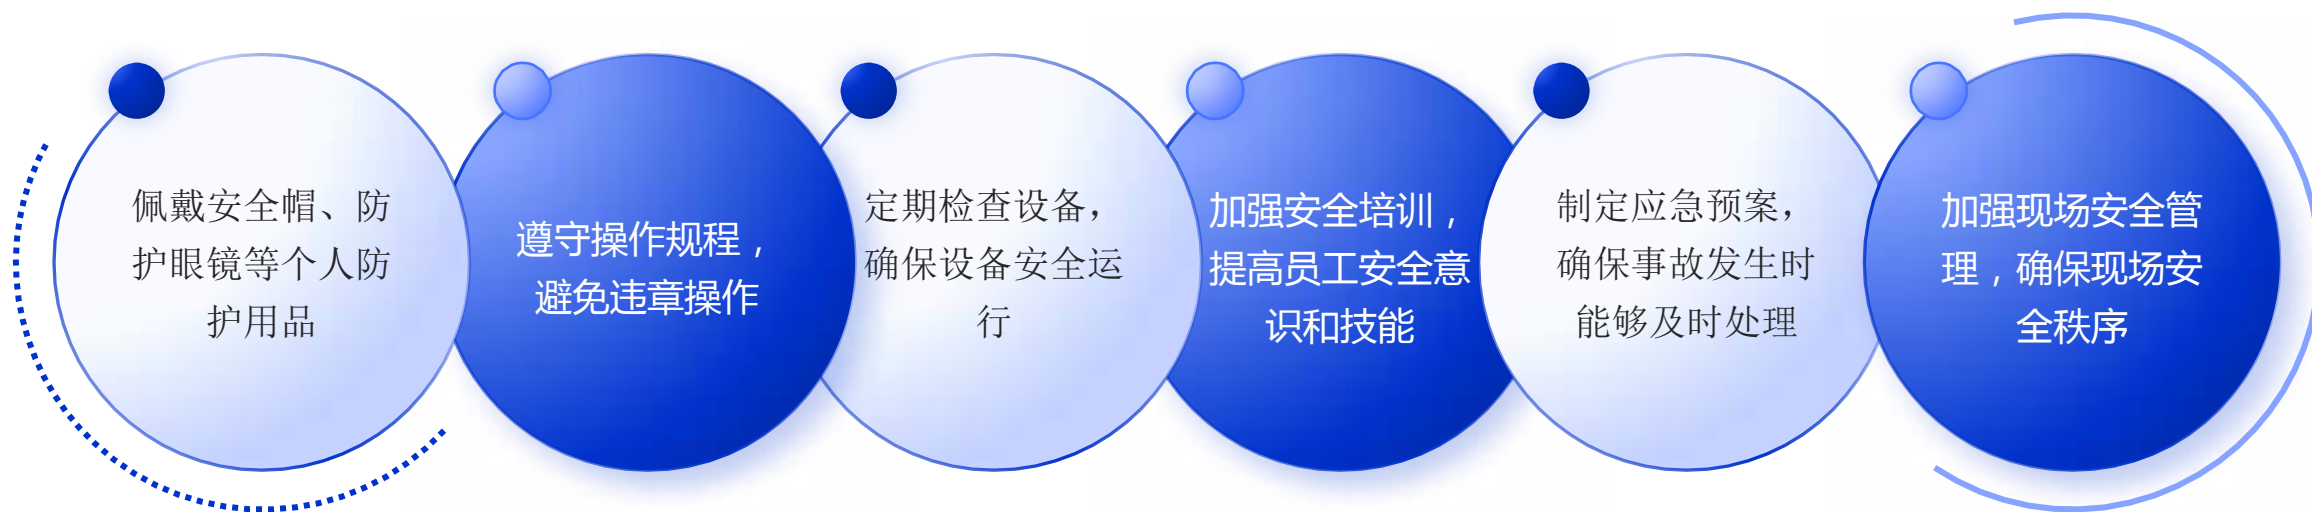 佩戴安全帽、防
护眼镜等个人防
护用品
遵守操作规程，
避免违章操作
定期检查设备，
确保设备安全运
行
加强安全培训，
提高员工安全意
识和技能
制定应急预案，
确保事故发生时
能够及时处理
加强现场安全管
理，确保现场安
全秩序